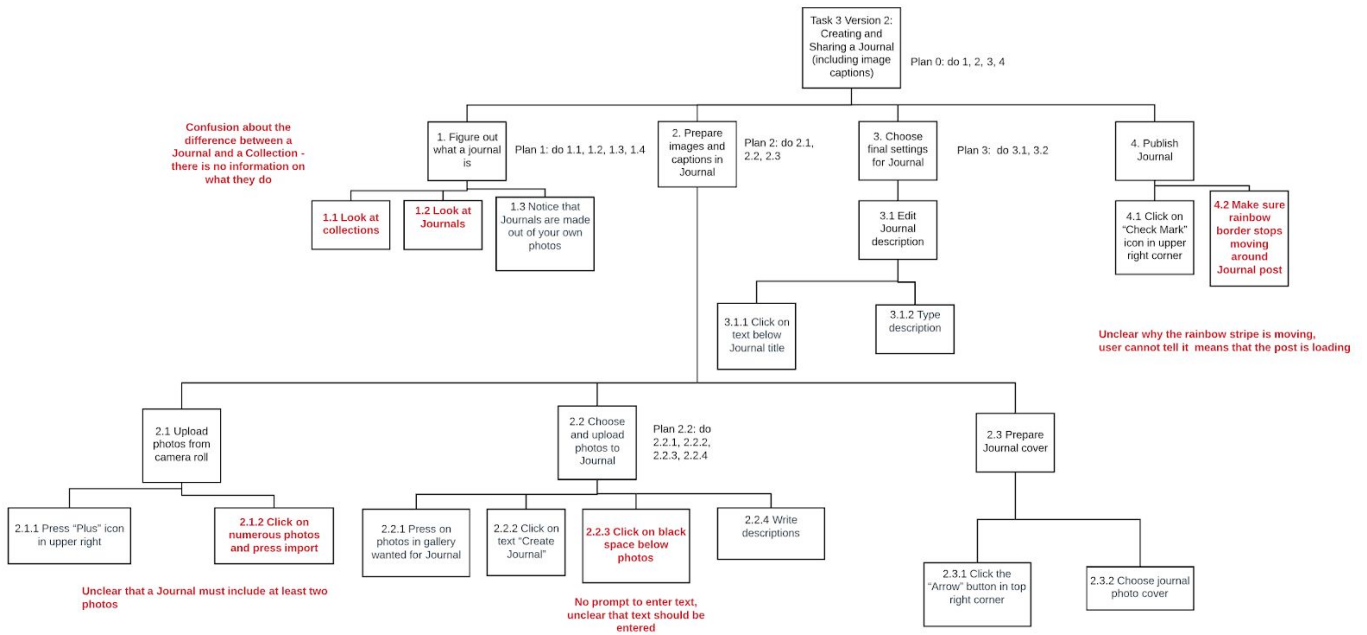 Task 3 Version 2:
Creating and
Sharing a Journal
(including image
captions)
Plan 0: do 1, 2, 3, 4
Confusion about the
difference between a
Journal and a Collection -
there is no information on
what they do
1. Figure out
what a journal
is
Plan 1: do 1.1, 1.2, 1.3, 1.4
2. Prepare
images and
captions in
Journal
Plan 2: do 2.1,
2.2, 2.3
3. Choose
final settings
for Journal
Plan 3:  do 3.1, 3.2
4. Publish
Journal
1.1 Look at
collections
1.2 Look at
Journals
1.3 Notice that
Journals are made
out of your own
photos
3.1 Edit
Journal
description
4.1 Click on
“Check Mark”
icon in upper
right corner
4.2 Make sure
rainbow
border stops
moving
around
Journal post
3.1.1 Click on
text below
Journal title
3.1.2 Type
description
Unclear why the rainbow stripe is moving,
user cannot tell it  means that the post is loading
2.1 Upload
photos from
camera roll
2.2 Choose
and upload
photos to
Journal
Plan 2.2: do
2.2.1, 2.2.2,
2.2.3, 2.2.4
2.3 Prepare
Journal cover
2.1.1 Press “Plus” icon
in upper right
2.1.2 Click on
numerous photos
and press import
2.2.1 Press on
photos in gallery
wanted for Journal
2.2.2 Click on
text “Create
Journal”
2.2.3 Click on black
space below
photos
2.2.4 Write
descriptions
2.3.1 Click the
“Arrow” button in top
right corner
2.3.2 Choose journal
photo cover
Unclear that a Journal must include at least two
photos
No prompt to enter text,
unclear that text should be
entered